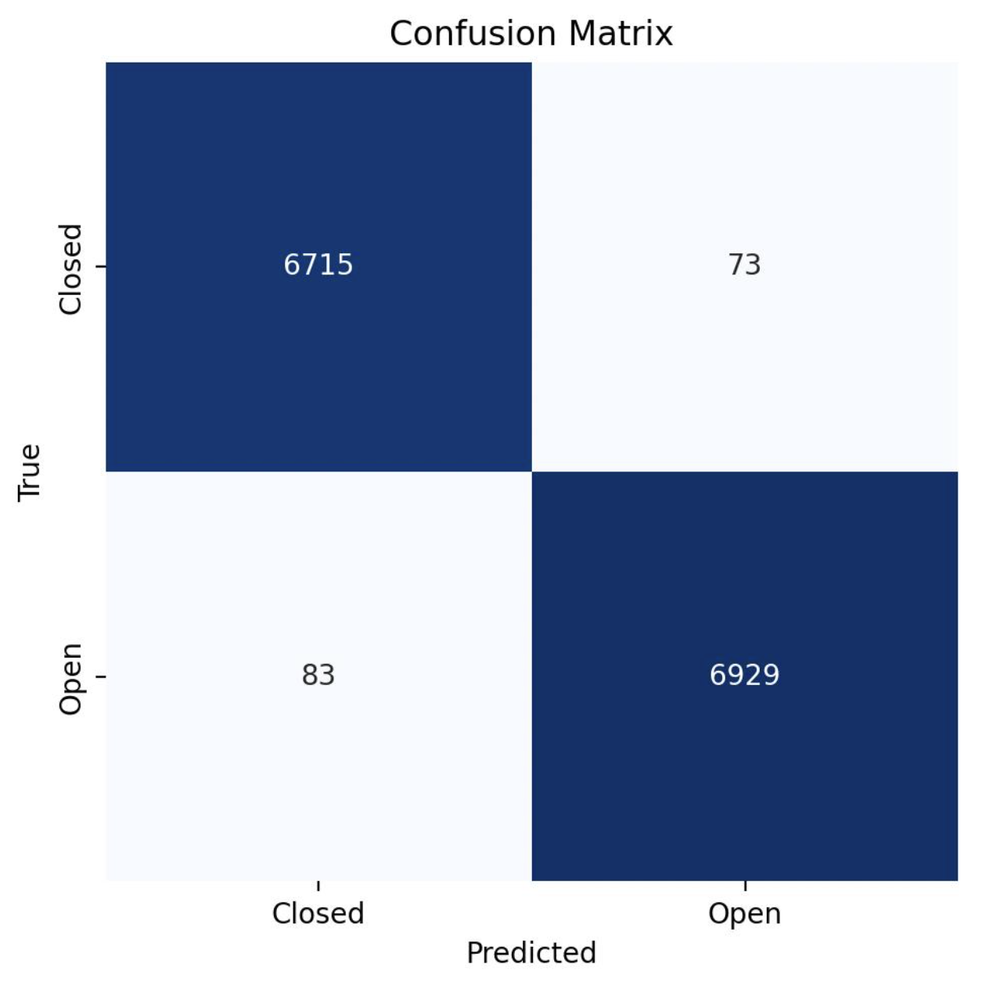 Confusion Matrix
Closed
6715
73
True
Open
83
6929
Closed
Open
Predicted